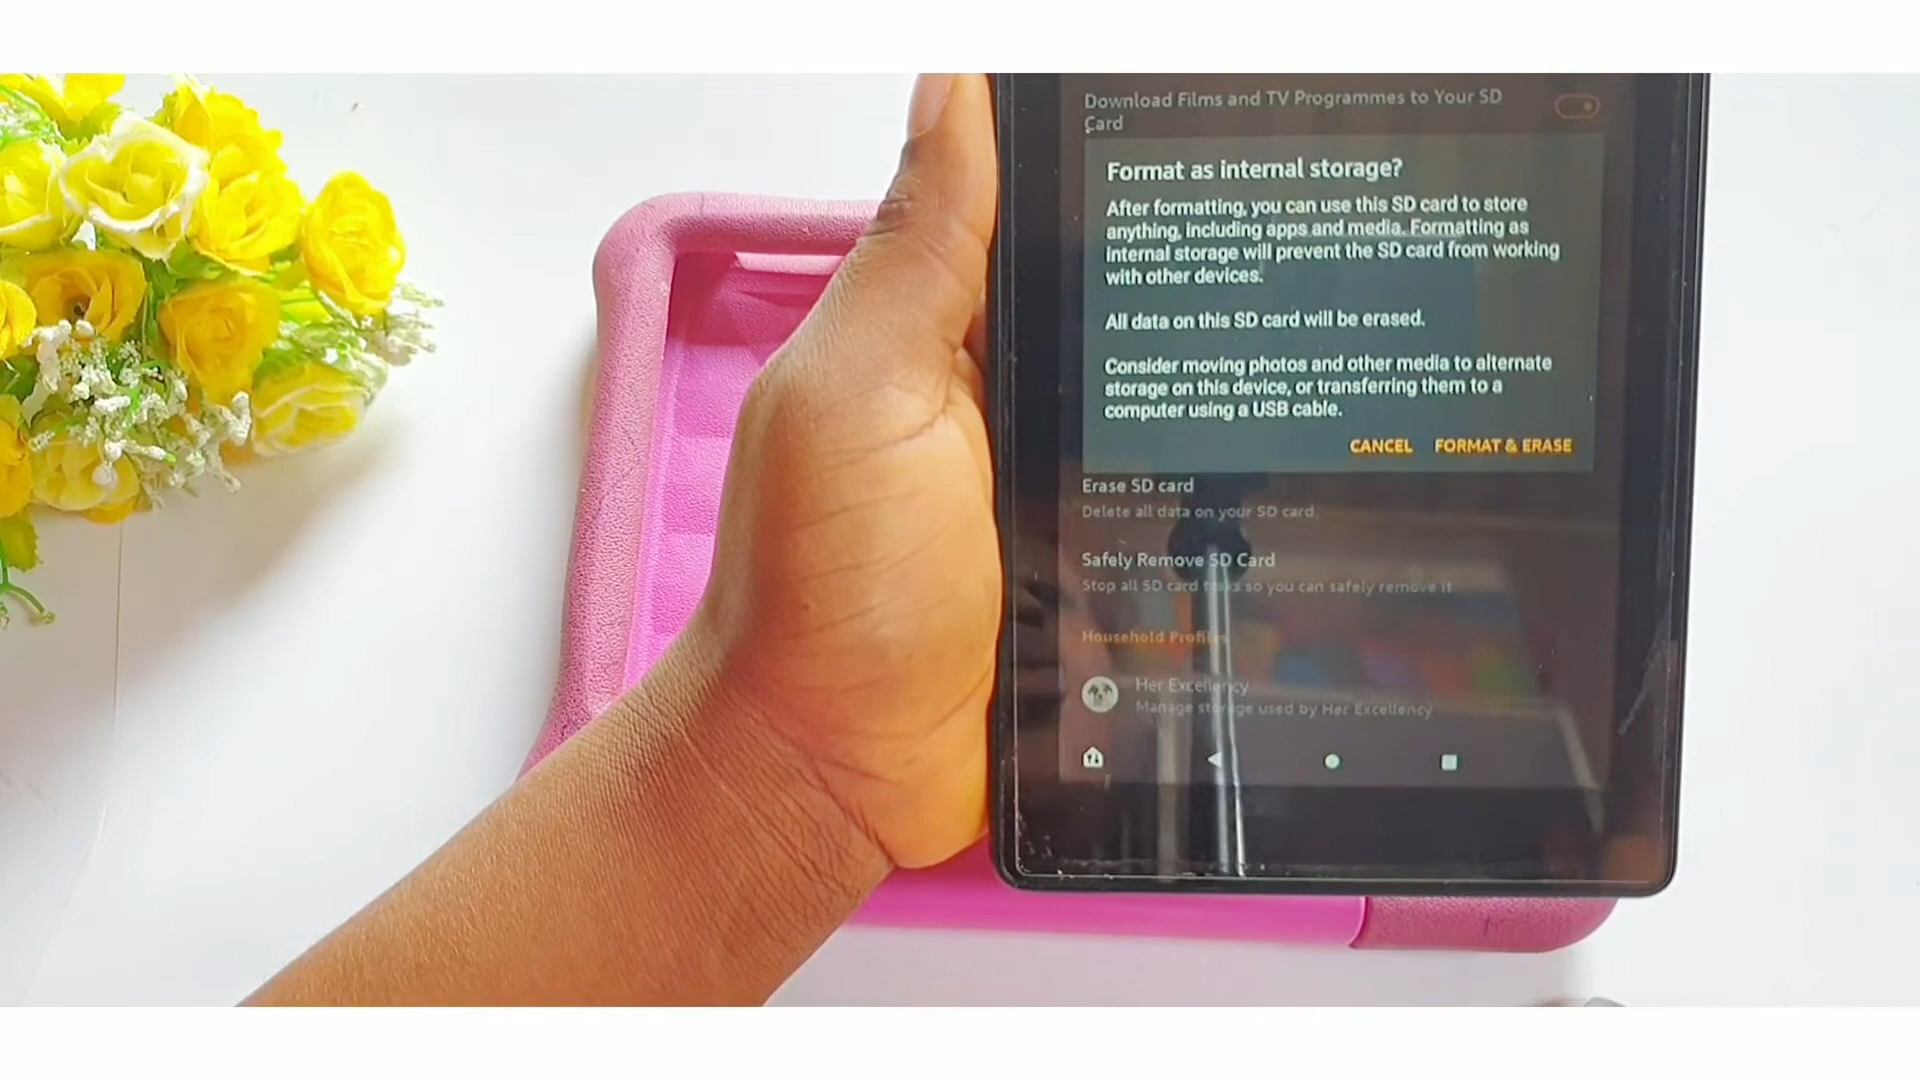 Download Films and TV Programmes to Your SD
Card
Format as internal storage?
After formatting, you can use this SD card to store
anything, including apps and media. Formatting as
internal storage will prevent the SD card from working
with other devices.
All data on this SD card will be erased.
Consider moving photos and other media to alternate
storage on this device, or transferring them to a
computer using a USB cable.
CANCEL FORMAT & ERASE
Erase SD card
Delete all data on your SD card.
Safely Remove SD Card
Stop all SD card tasks so you can safely remove it
Household Profiles
Her Excellency
Manage storage used by Her Excellency